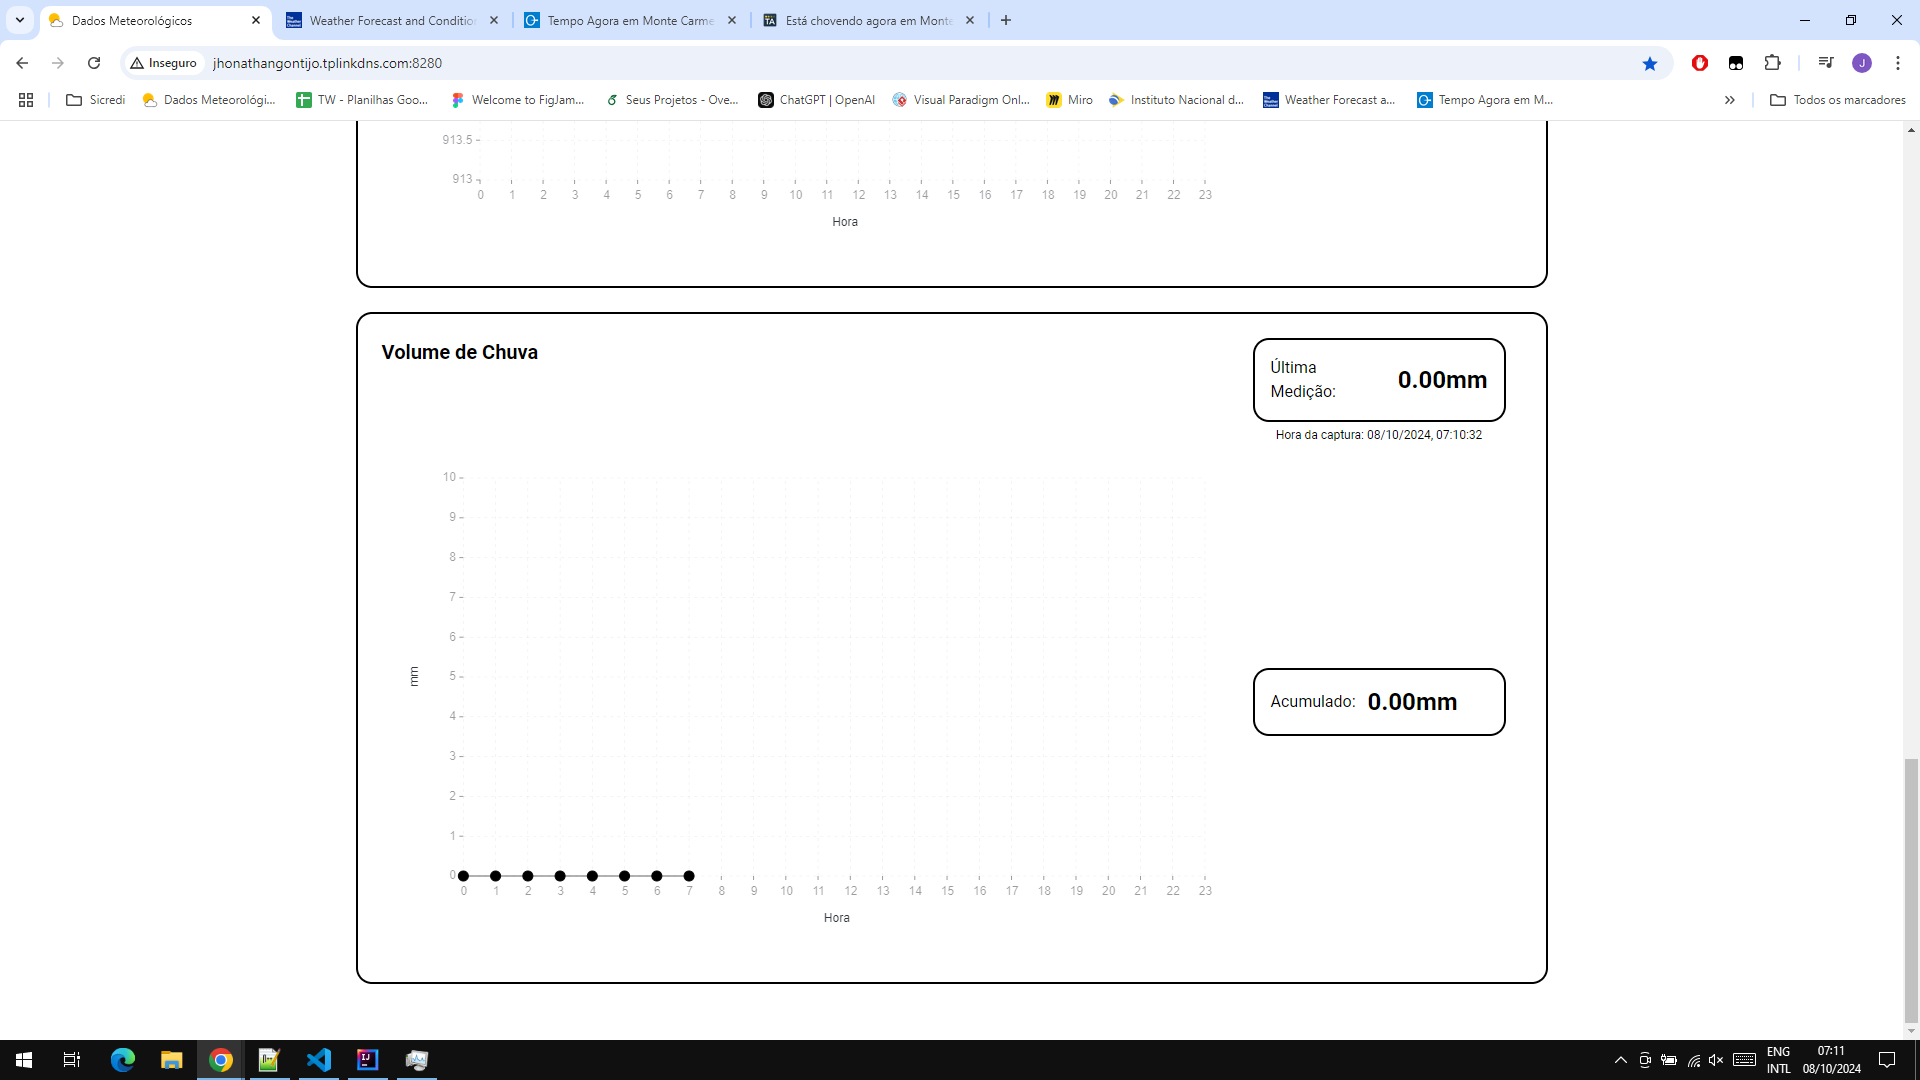 Dados Meteorológicos
Weather Forecast and Conditio
Tempo Agora em Monte Carme
Está chovendo agora em Monte
Inseguro
jhonathangontijo.tplinkdns.com:8280
J
Sicredi
Dados Meteorológi...
TW - Planilhas Goo...
Welcome to FigJam...
Seus Projetos - Ove...
ChatGPT | OpenAI
Visual Paradigm Onl...
Miro
Instituto Nacional d...
Weather Forecast a...
Tempo Agora em M...
Todos os marcadores
913.5
913
0 1 2 3 4 5 6 7 8 9 10 11 12 13 14 15 16 17 18 19 20 21 22 23
Hora
Volume de Chuva
Última
Medição:
0.00mm
Hora da captura: 08/10/2024, 07:10:32
10
9
8
7
6
5
4
3
2
1
0
mm
0 1 2 3 4 5 6 7 8 9 10 11 12 13 14 15 16 17 18 19 20 21 22 23
Hora
Acumulado: 0.00mm
ENG
INTL
07:11
08/10/2024